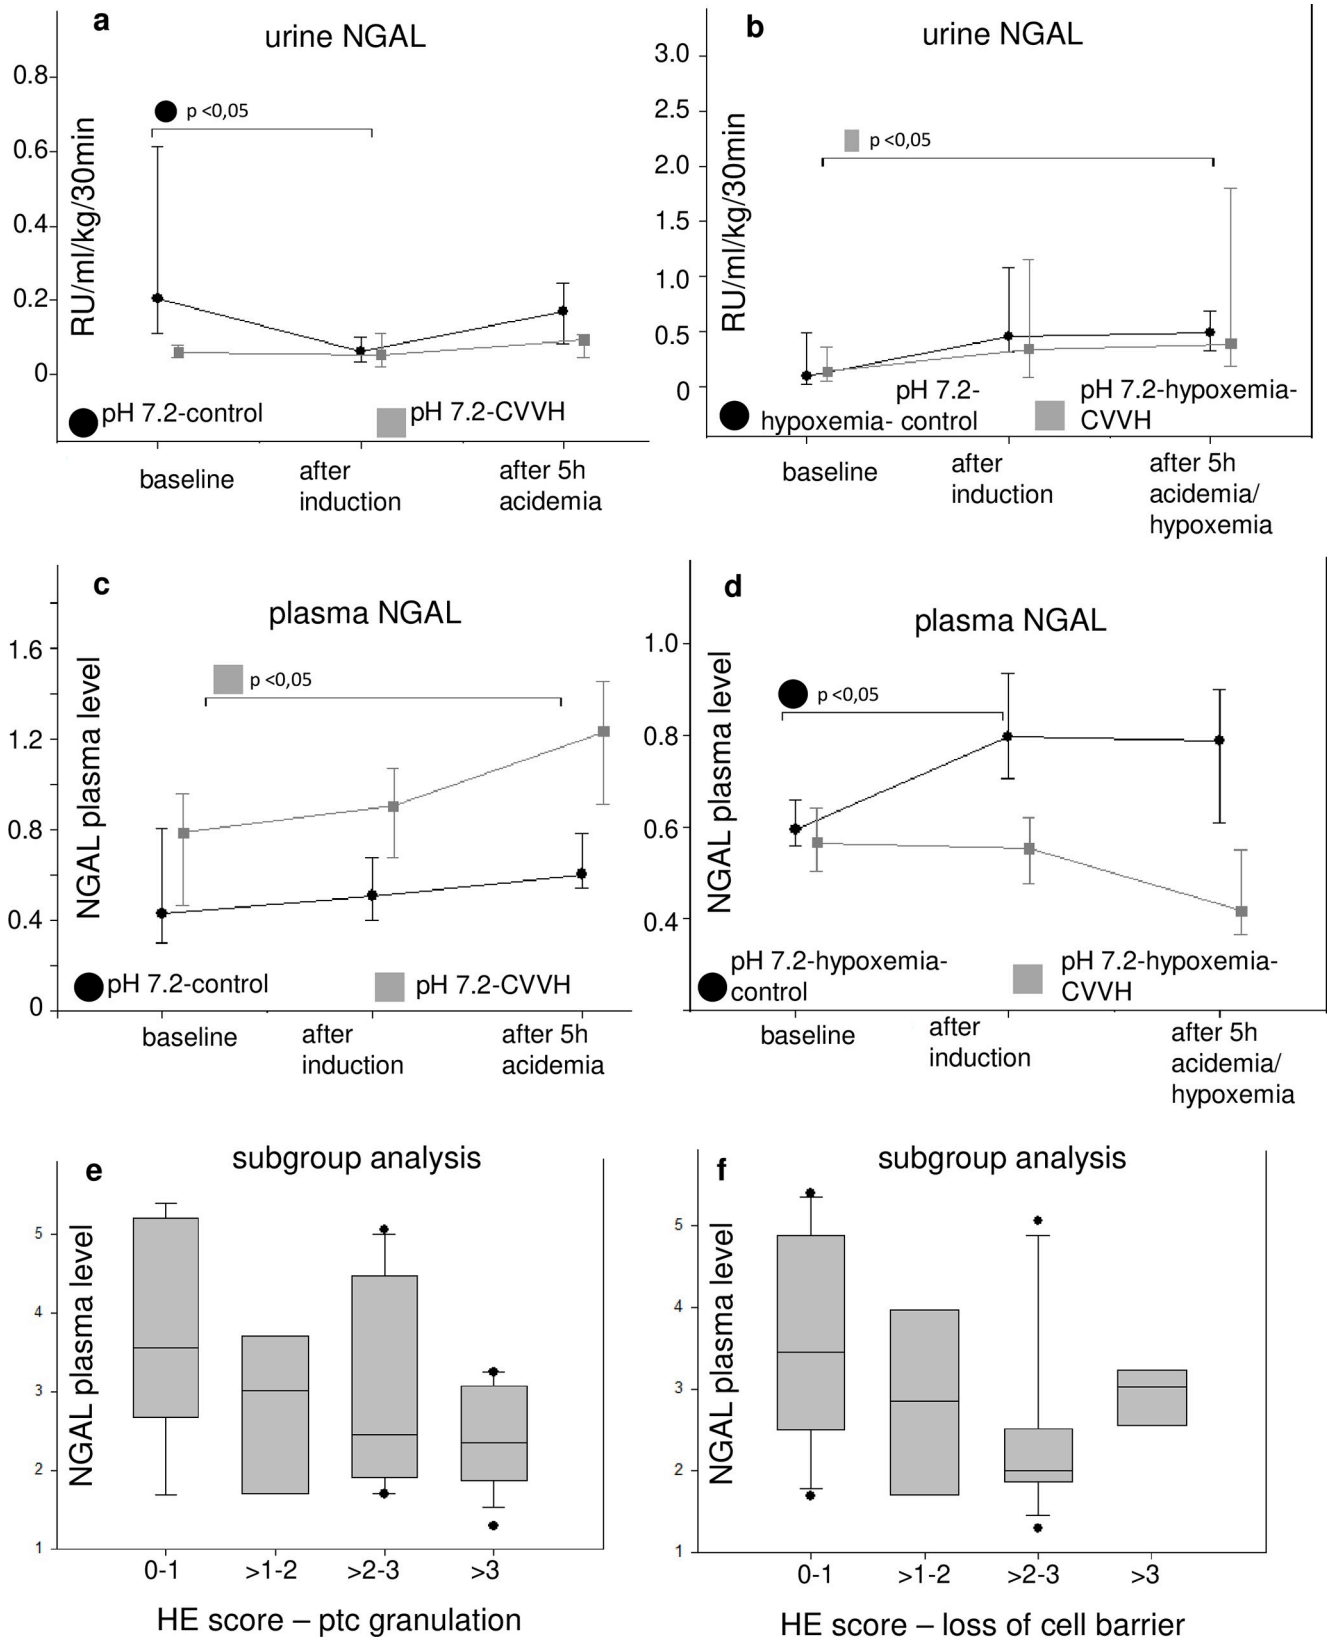 a
urine NGAL
0.8
0.6
0.4
0.2
0
RU/ml/kg/30min
p <0,05
pH 7.2-control
pH 7.2-CVVH
baseline
after
induction
after 5h
acidemia
b
urine NGAL
3.0
2.5
2.0
1.5
1.0
0.5
0
RU/ml/kg/30min
p <0,05
pH 7.2-
hypoxemia- control
pH 7.2-hypoxemia-
CVVH
baseline
after
induction
after 5h
acidemia/
hypoxemia
c
plasma NGAL
1.6
1.2
0.8
0.4
0
NGAL plasma level
p <0,05
pH 7.2-control
pH 7.2-CVVH
baseline
after
induction
after 5h
acidemia
d
plasma NGAL
1.0
0.8
0.6
0.4
NGAL plasma level
p <0,05
pH 7.2-hypoxemia-
control
pH 7.2-hypoxemia-
CVVH
baseline
after
induction
after 5h
acidemia/
hypoxemia
e
subgroup analysis
5
4
3
2
1
NGAL plasma level
0-1
>1-2
>2-3
>3
HE score – ptc granulation
f
subgroup analysis
5
4
3
2
1
NGAL plasma level
0-1
>1-2
>2-3
>3
HE score – loss of cell barrier